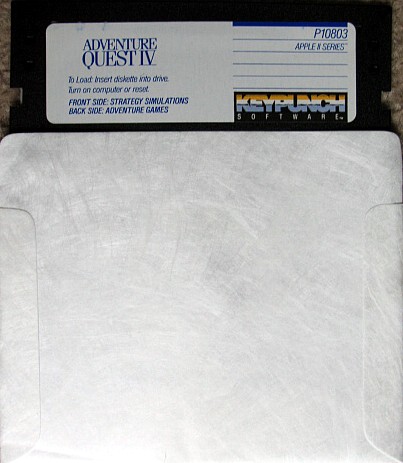 ADVENTURE
QUEST IV
To Load: Insert diskette into drive.
Turn on computer or reset.
FRONT SIDE: STRATEGY SIMULATIONS
BACK SIDE: ADVENTURE GAMES
P10803
APPLE II SERIES™
KEYPUNCH
SOFTWARE™